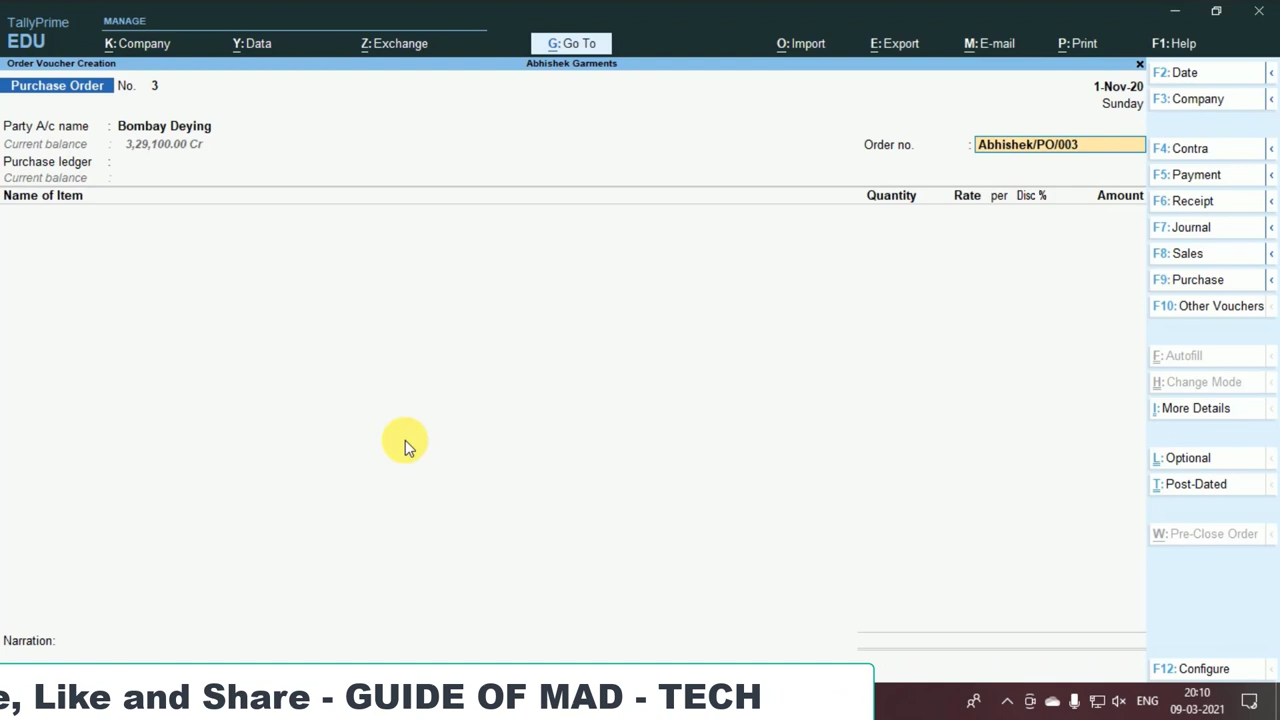 TallyPrime
EDU
MANAGE
K: Company
Y: Data
Z: Exchange
G: Go To
O: Import
E: Export
M: E-mail
P: Print
F1: Help
Order Voucher Creation
Abhishek Garments
Purchase Order No. 3
1-Nov-20
Sunday
Party A/c name : Bombay Deying
Current balance : 3,29,100.00 Cr
Order no. : Abhishek/PO/003
Purchase ledger :
Current balance :
Name of Item Quantity Rate per Disc % Amount
Narration:
F2: Date
F3: Company
F4: Contra
F5: Payment
F6: Receipt
F7: Journal
F8: Sales
F9: Purchase
F10: Other Vouchers
F: Autofill
H: Change Mode
I: More Details
L: Optional
T: Post-Dated
W: Pre-Close Order
F12: Configure
e, Like and Share - GUIDE OF MAD - TECH
ENG
20:10
09-03-2021